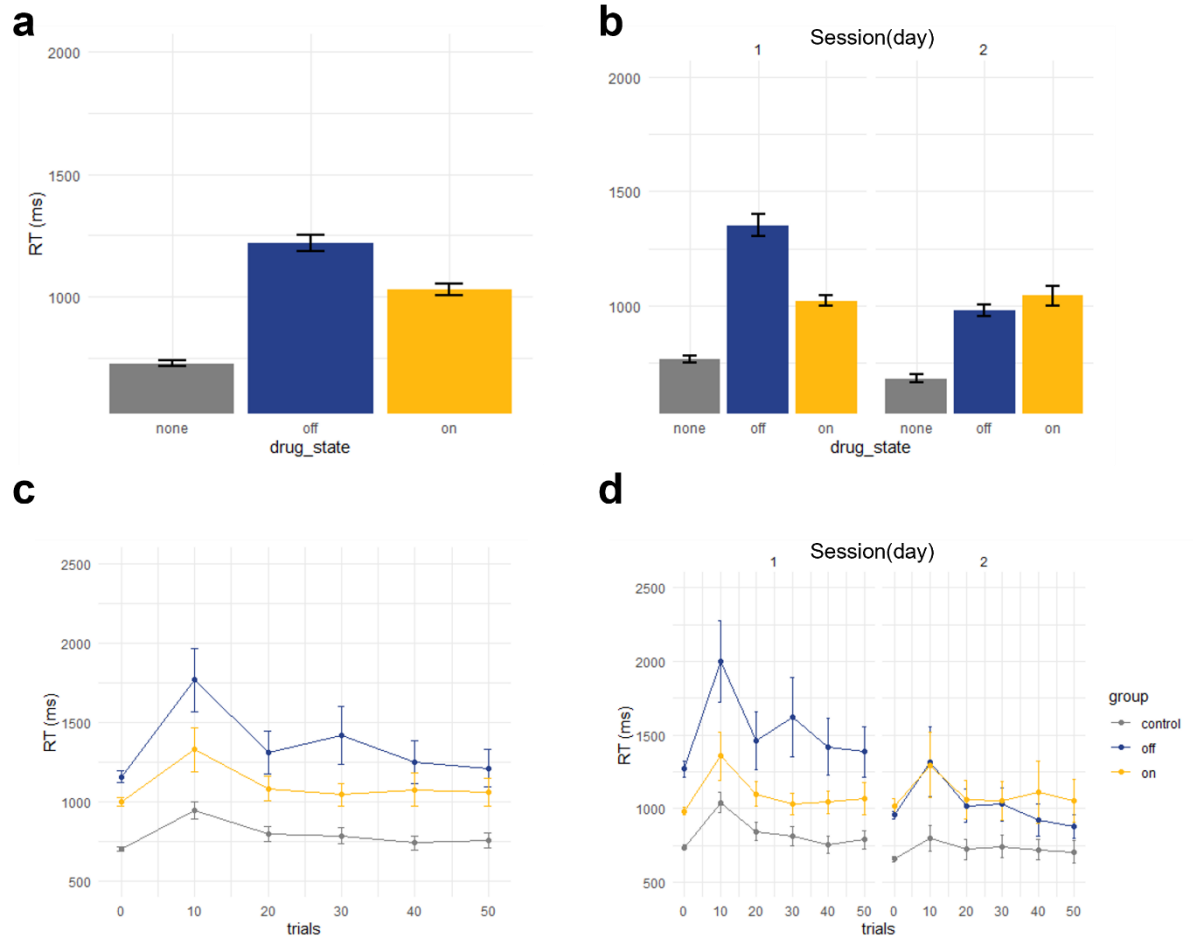 a
2000
1500
1000
RT (ms)
none off on
drug_state
b
Session(day)
1 2
2000
1500
1000
none off on none off on
drug_state
c
2500
2000
1500
1000
500
RT (ms)
0 10 20 30 40 50
trials
d
Session(day)
1 2
2500
2000
1500
1000
500
RT (ms)
0 10 20 30 40 50 0 10 20 30 40 50
trials
group
control
off
on